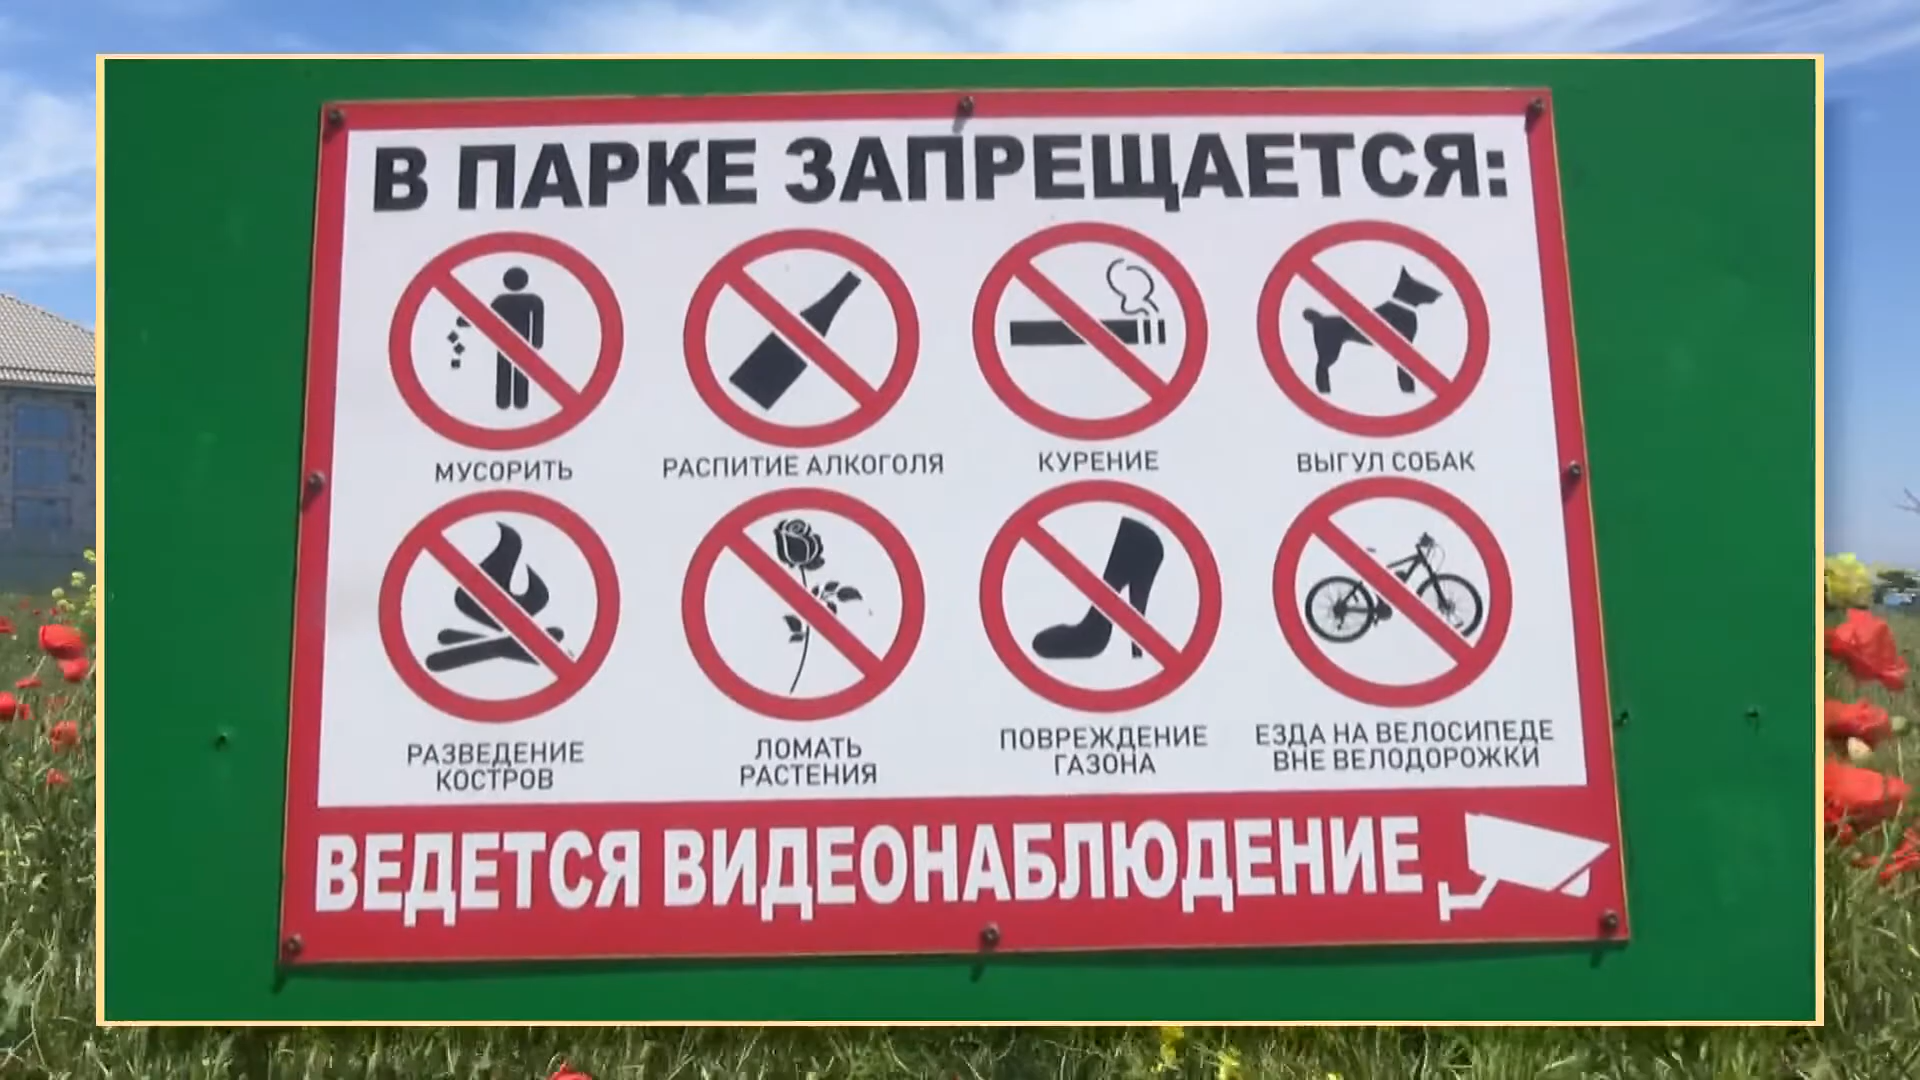 В ПАРКЕ ЗАПРЕЩАЕТСЯ:
МУСОРИТЬ
РАСПИТИЕ АЛКОГОЛЯ
КУРЕНИЕ
ВЫГУЛ СОБАК
РАЗВЕДЕНИЕ
КОСТРОВ
ЛОМАТЬ
РАСТЕНИЯ
ПОВРЕЖДЕНИЕ
ГАЗОНА
ЕЗДА НА ВЕЛОСИПЕДЕ
ВНЕ ВЕЛОДОРОЖКИ
ВЕДЕТСЯ ВИДЕОНАБЛЮДЕНИЕ